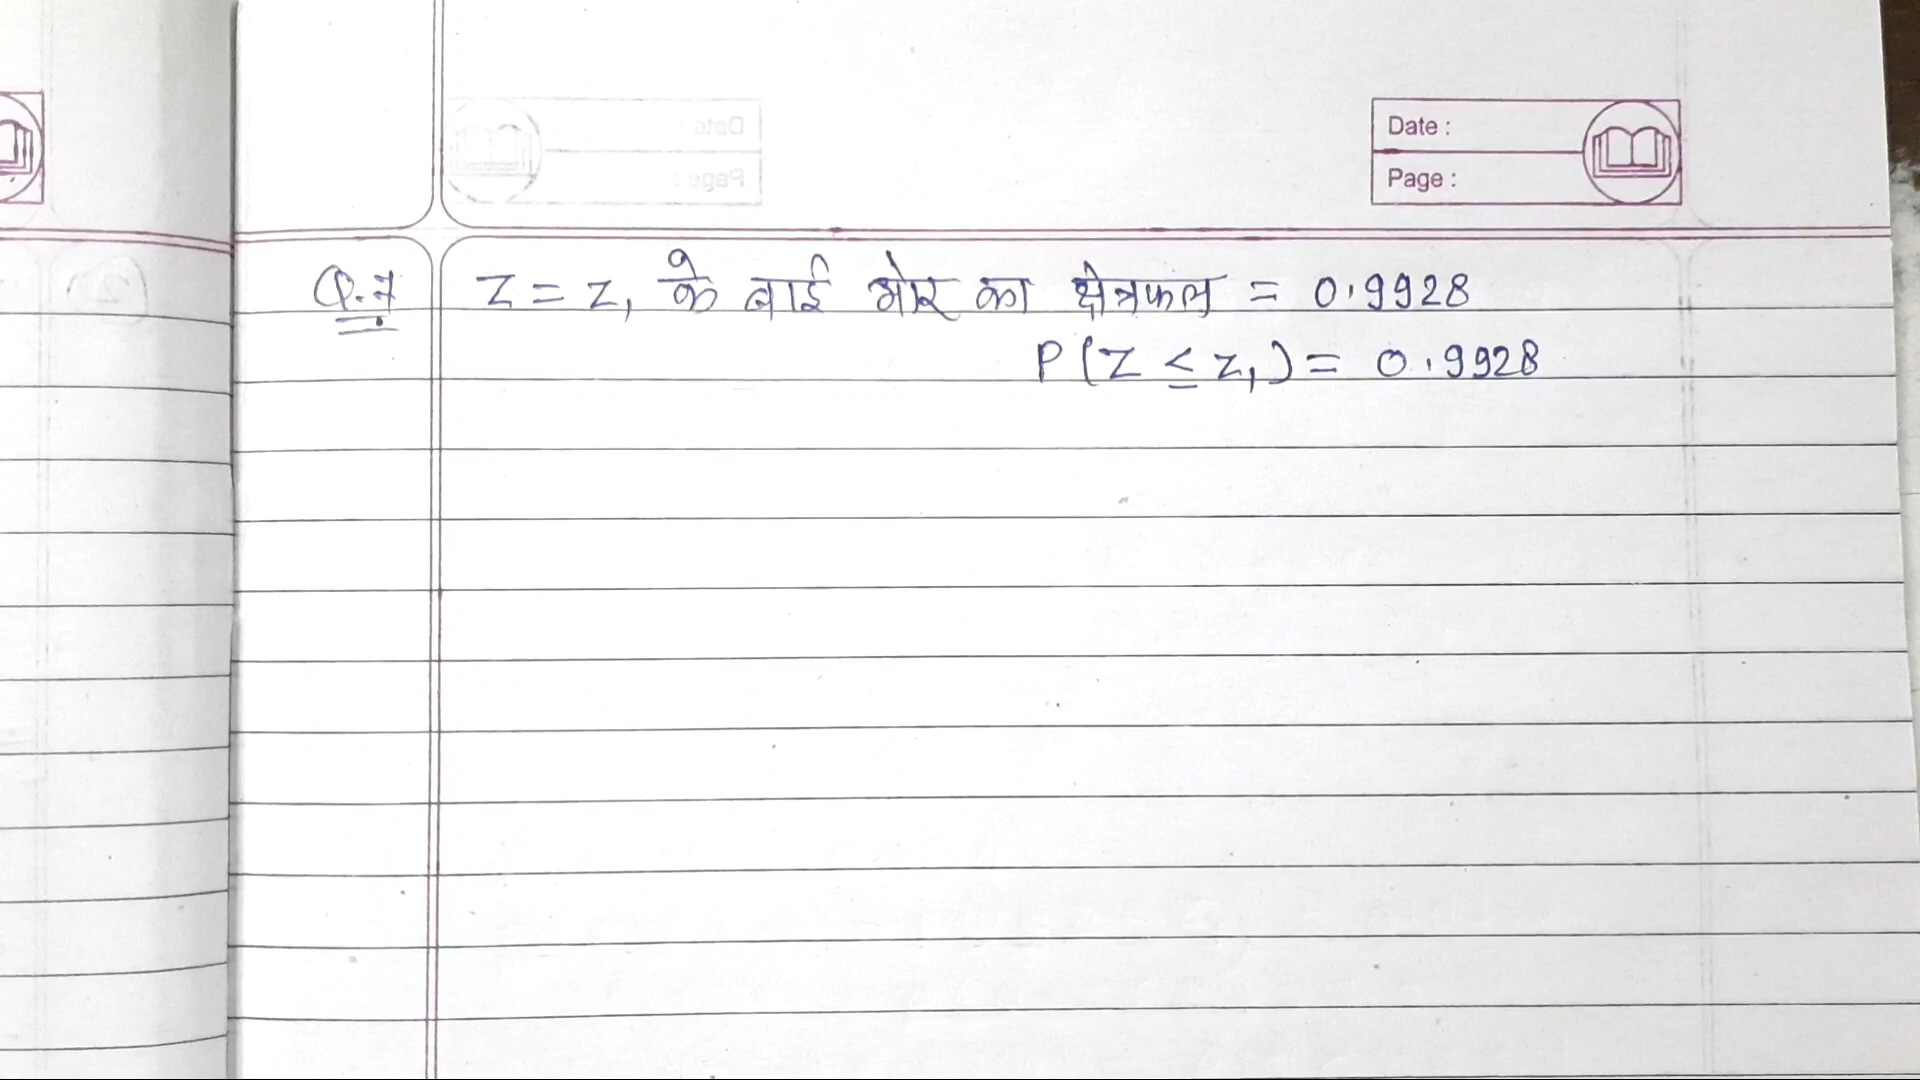 Date :
Page :
Q.7 Z = z₁ के बाई ओर का क्षेत्रफल = 0.9928
P(Z ≤ z₁) = 0.9928